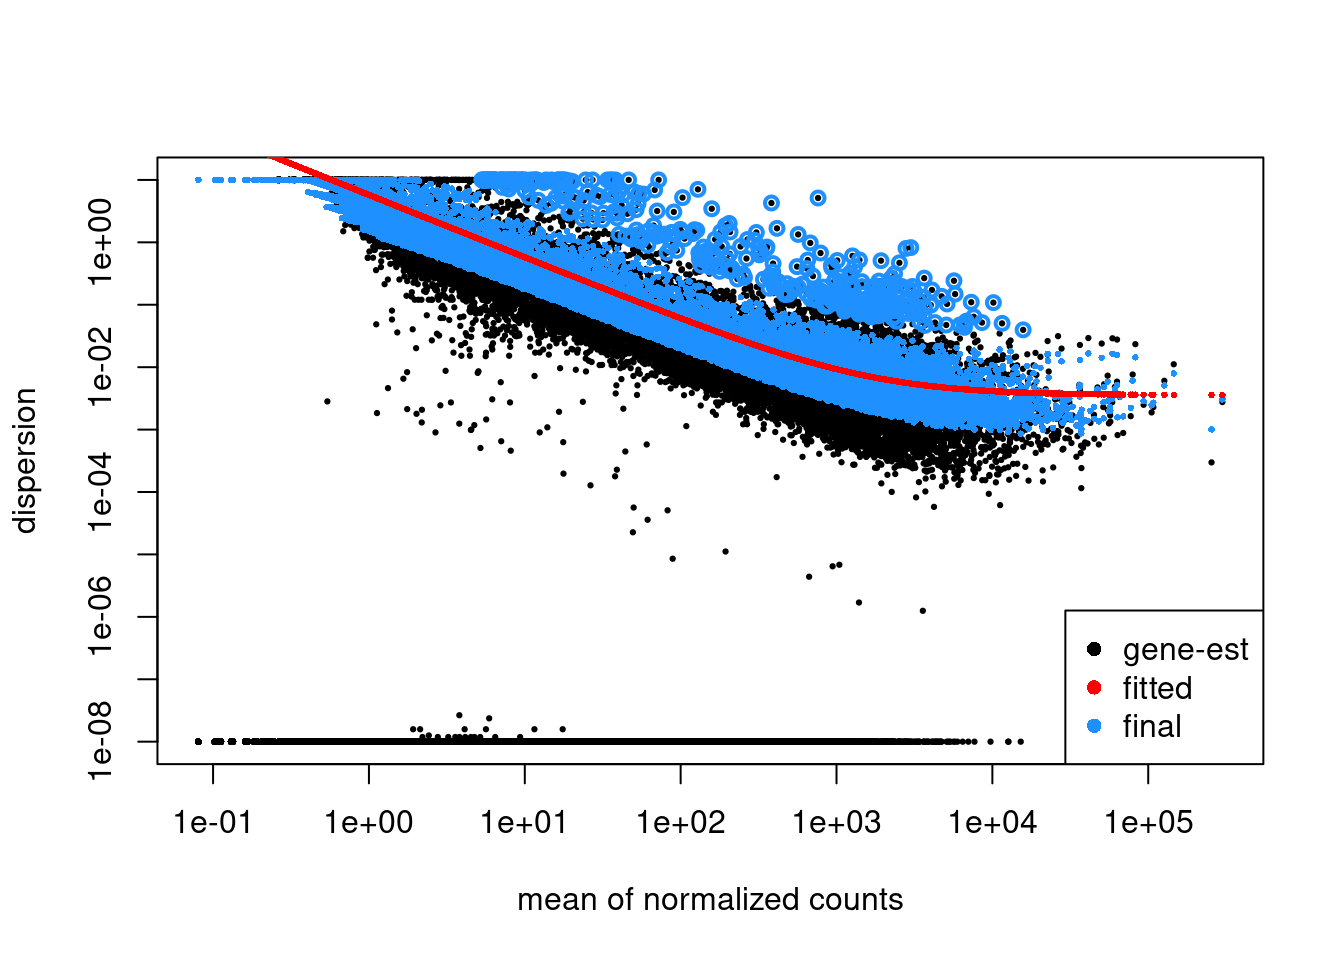 dispersion
1e+00
1e-02
1e-04
1e-06
1e-08
gene-est
fitted
final
1e-01 1e+00 1e+01 1e+02 1e+03 1e+04 1e+05
mean of normalized counts